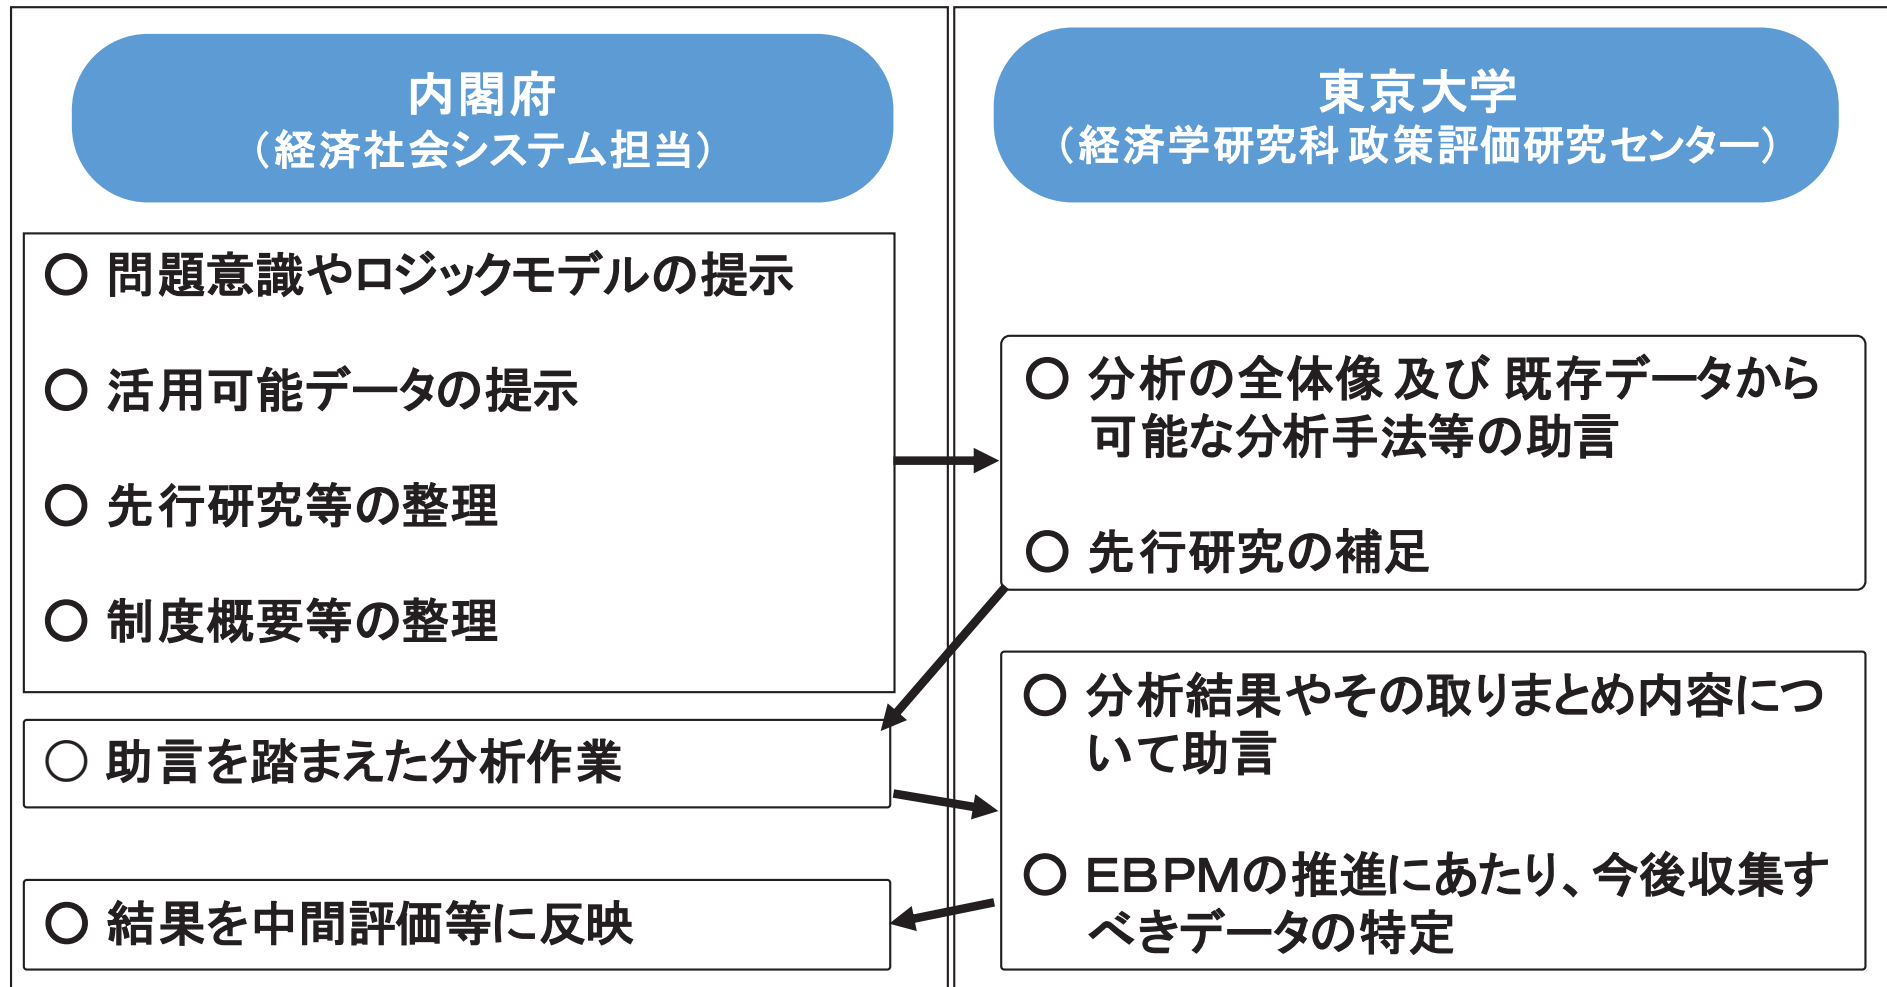 内閣府
（経済社会システム担当）
○ 問題意識やロジックモデルの提示
○ 活用可能データの提示
○ 先行研究等の整理
○ 制度概要等の整理
○ 助言を踏まえた分析作業
○ 結果を中間評価等に反映
東京大学
（経済学研究科 政策評価研究センター）
○ 分析の全体像 及び 既存データから
可能な分析手法等の助言
○ 先行研究の補足
○ 分析結果やその取りまとめ内容につ
いて助言
○ ＥＢＰＭの推進にあたり、今後収集す
べきデータの特定